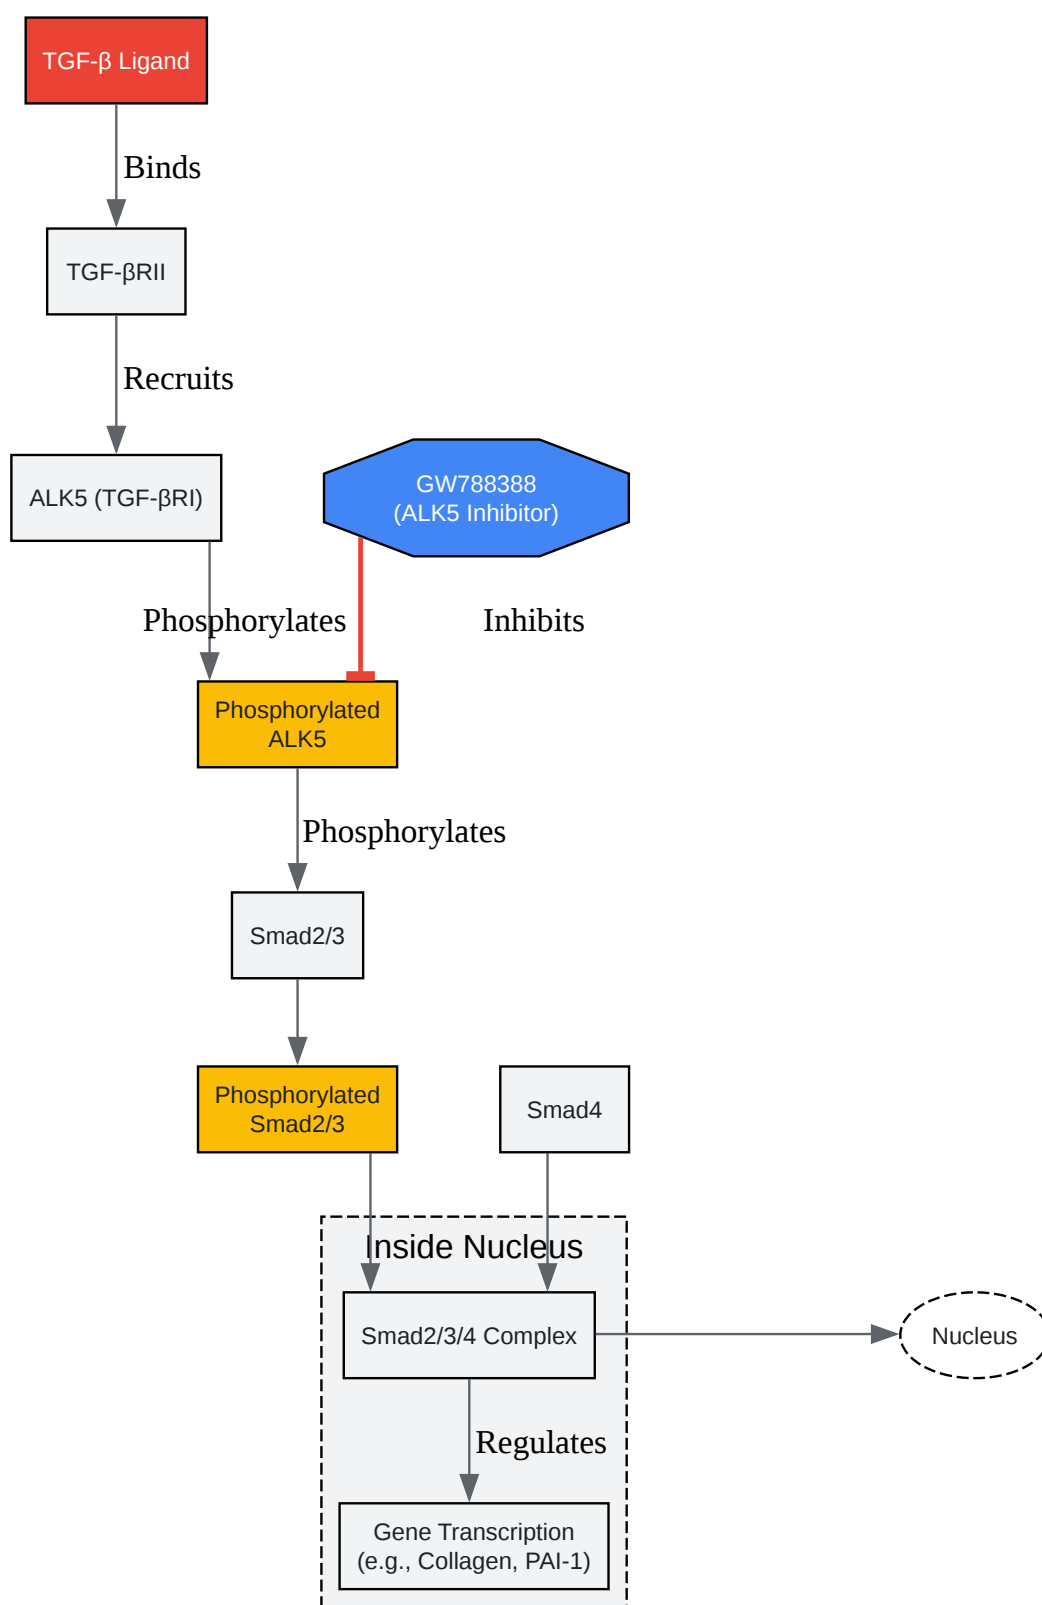 TGF-β Ligand
Binds
TGF-βRII
Recruits
ALK5 (TGF-βRI)
GW788388
(ALK5 Inhibitor)
Phosphorylates
Inhibits
Phosphorylated
ALK5
Phosphorylates
Smad2/3
Phosphorylated
Smad2/3
Smad4
Inside Nucleus
Smad2/3/4 Complex
Nucleus
Regulates
Gene Transcription
(e.g., Collagen, PAI-1)